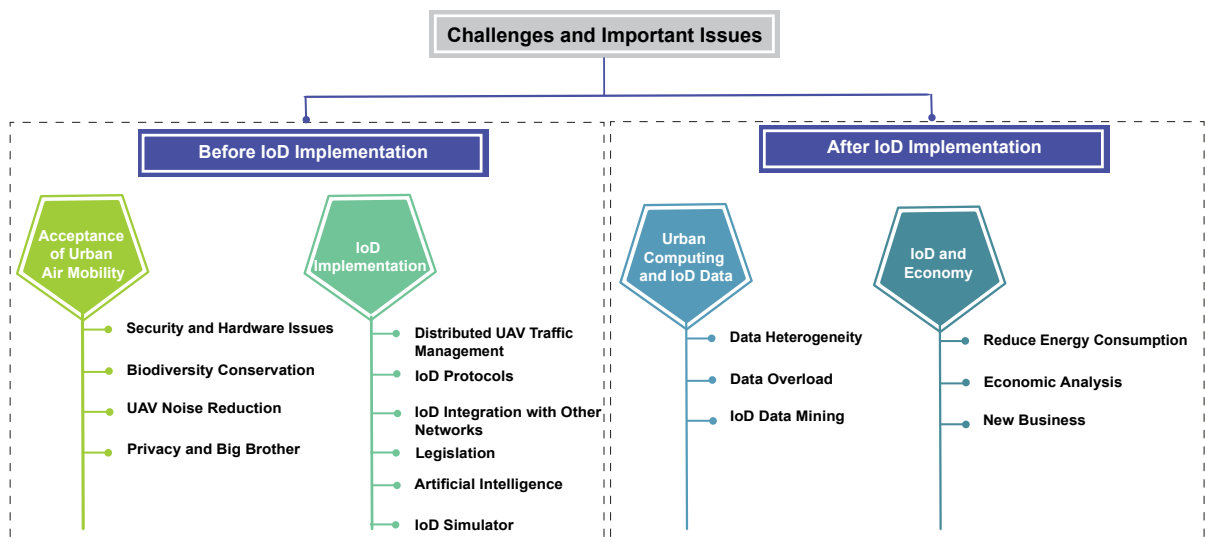 Challenges and Important Issues
Before IoD Implementation
After IoD Implementation
Acceptance
of Urban
Air Mobility
Security and Hardware Issues
Biodiversity Conservation
UAV Noise Reduction
Privacy and Big Brother
IoD
Implementation
Distributed UAV Traffic
Management
IoD Protocols
IoD Integration with Other
Networks
Legislation
Artificial Intelligence
IoD Simulator
Urban
Computing
and IoD Data
Data Heterogeneity
Data Overload
IoD Data Mining
IoD and
Economy
Reduce Energy Consumption
Economic Analysis
New Business